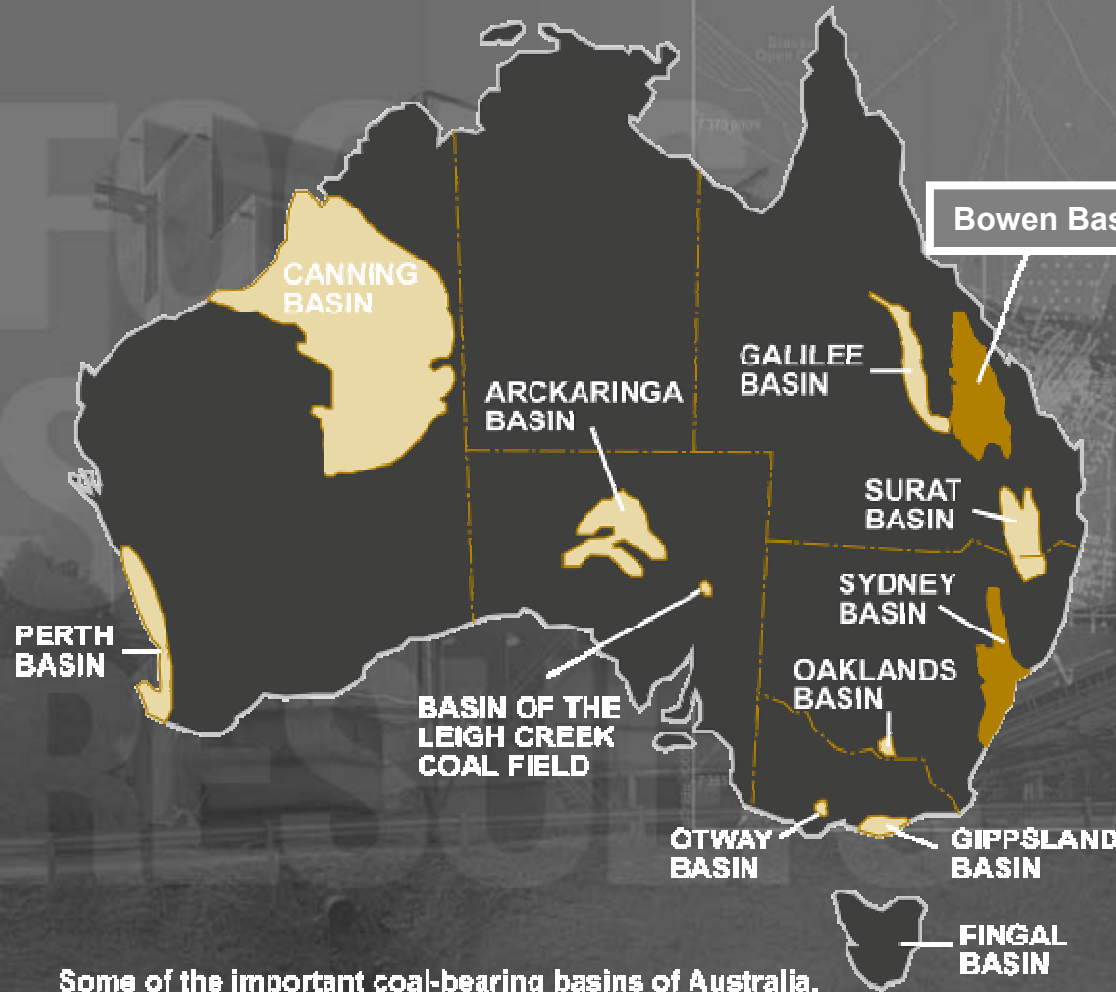 Bowen Bas
CANNING
BASIN
GALILEE
BASIN
ARCKARINGA
BASIN
SURAT
BASIN
SYDNEY
BASIN
PERTH
BASIN
OAKLANDS
BASIN
BASIN OF THE
LEIGH CREEK
COAL FIELD
OTWAY
BASIN
GIPPSLAND
BASIN
FINGAL
BASIN
Some of the important coal-bearing basins of Australia.